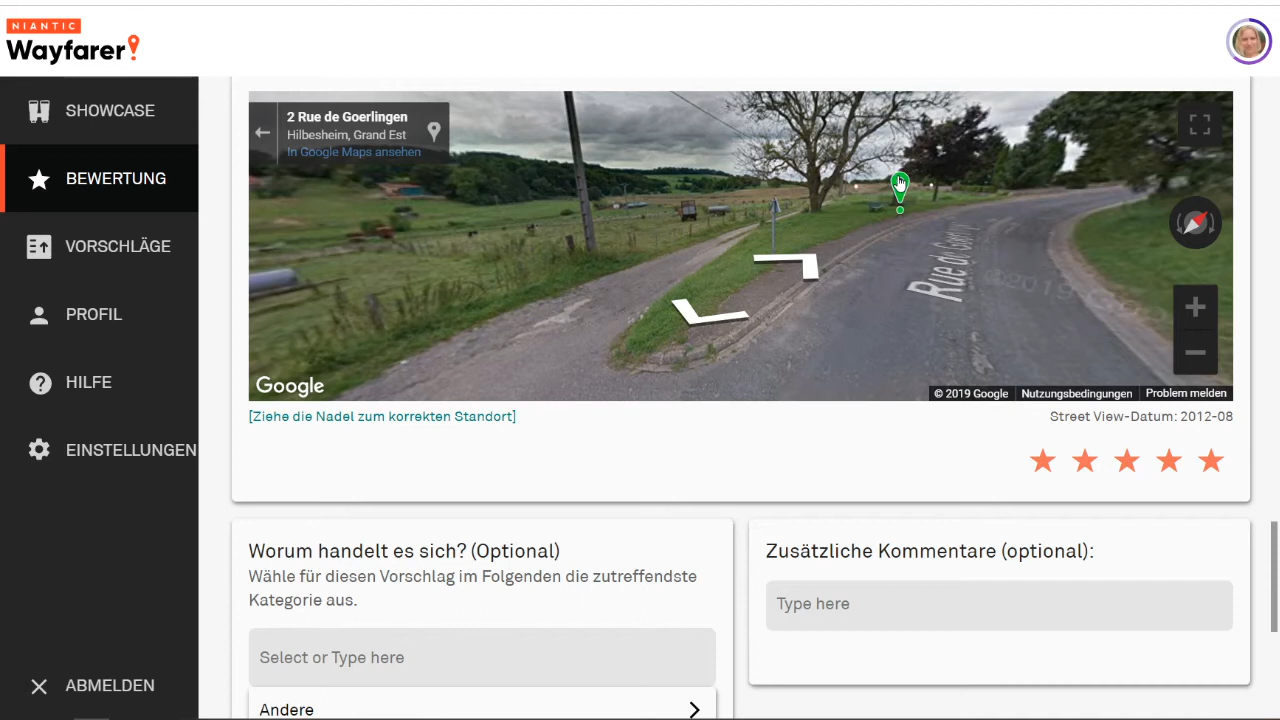 NIANTIC
Wayfarer
SHOWCASE
BEWERTUNG
VORSCHLÄGE
PROFIL
HILFE
EINSTELLUNGEN
ABMELDEN
2 Rue de Goerlingen
Hilbesheim, Grand Est
In Google Maps ansehen
Rue de
Google
© 2019 Google
Nutzungsbedingungen
Problem melden
[Ziehe die Nadel zum korrekten Standort]
Street View-Datum: 2012-08
Worum handelt es sich? (Optional)
Wähle für diesen Vorschlag im Folgenden die zutreffendste
Kategorie aus.
Select or Type here
Andere
Zusätzliche Kommentare (optional):
Type here